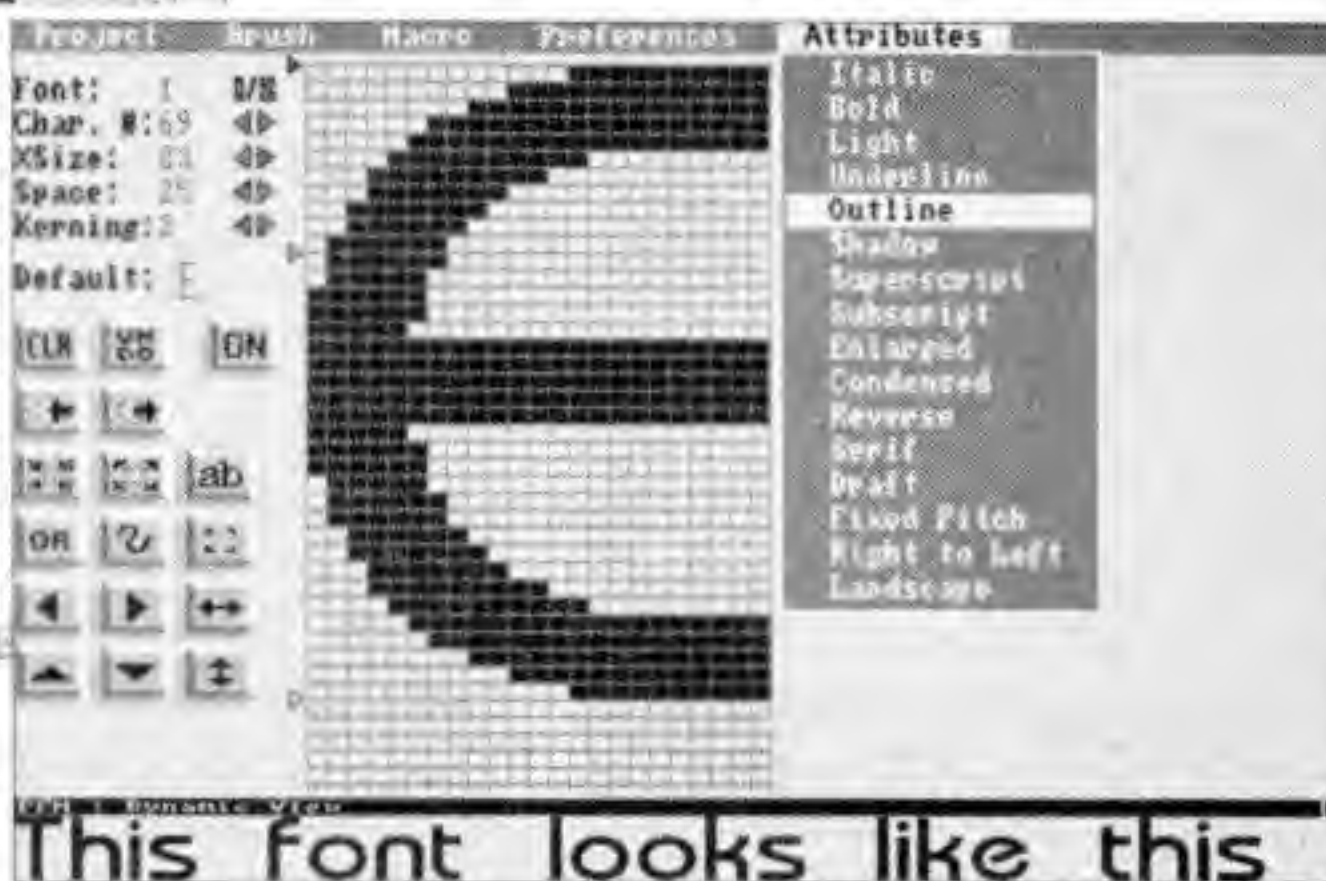 Project Brush Macro Preferences Attributes
Font: 1
Char. #:69
XSize:
Space: 25
Kerning:
Default: E
CLR ON
ab
OR
Italic
Bold
Light
Underline
Outline
Shadow
Superscript
Subscript
Enlarged
Condensed
Reverse
Serif
Draft
Fixed Pitch
Right to Left
Landscape
Dynamic View
This font looks like this